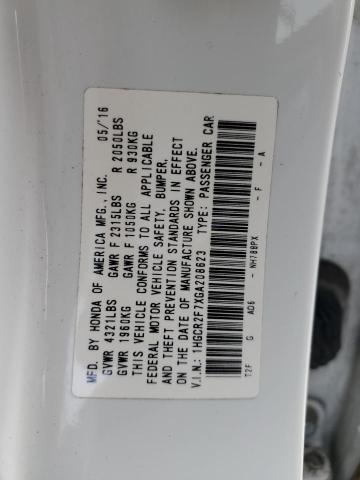 MFD. BY HONDA OF AMERICA MFG., INC. 05/'16
GVWR 4321LBS GAWR F 2315LBS R 2050LBS
GVWR 1960KG GAWR F 1050KG R 930KG
THIS VEHICLE CONFORMS TO ALL APPLICABLE
FEDERAL MOTOR VEHICLE SAFETY, BUMPER,
AND THEFT PREVENTION STANDARDS IN EFFECT
ON THE DATE OF MANUFACTURE SHOWN ABOVE.
V.I.N.: 1HGCR2F7XGA208623 TYPE: PASSENGER CAR
T2F G A06 - NH788PX - F - A